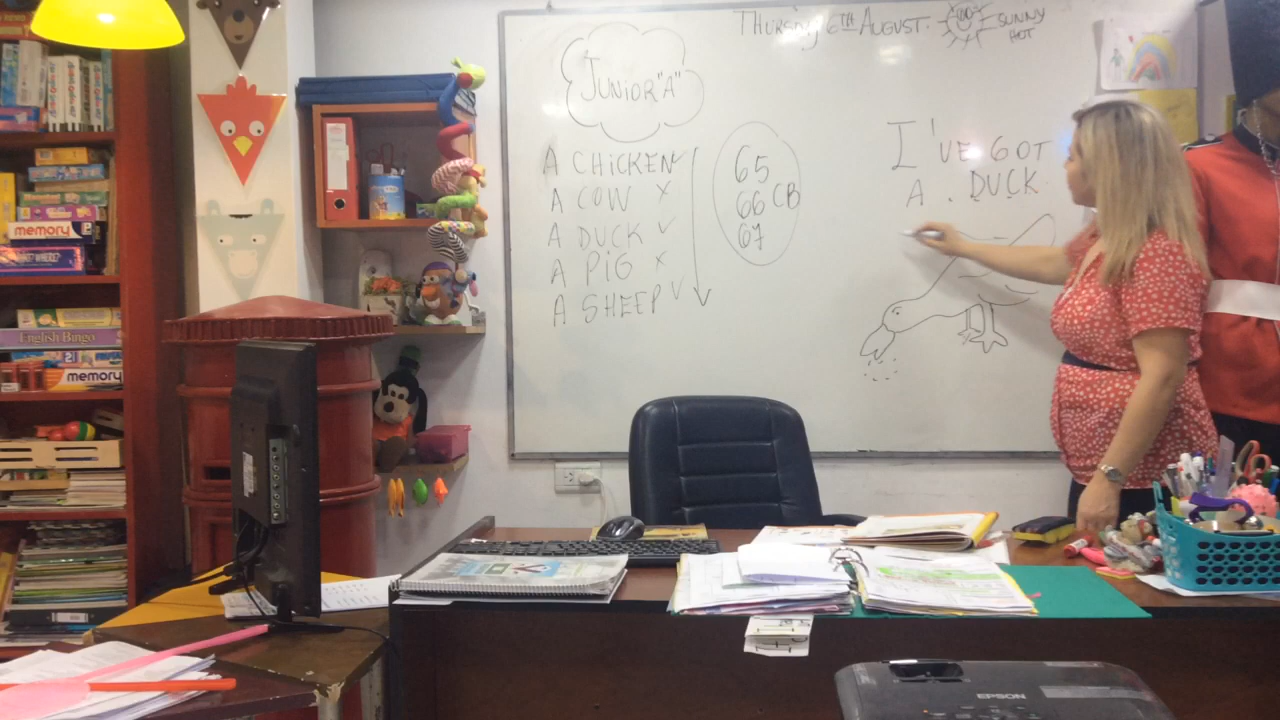 THURSDAY 6TH AUGUST.
SUNNY
HOT
JUNIOR "A"
A CHICKEN ✓
A COW x
A DUCK ✓
A PIG x
A SHEEP ✓
65
66 CB
67
I'VE GOT
A . DUCK
memory
English Bingo
memory
EPSON